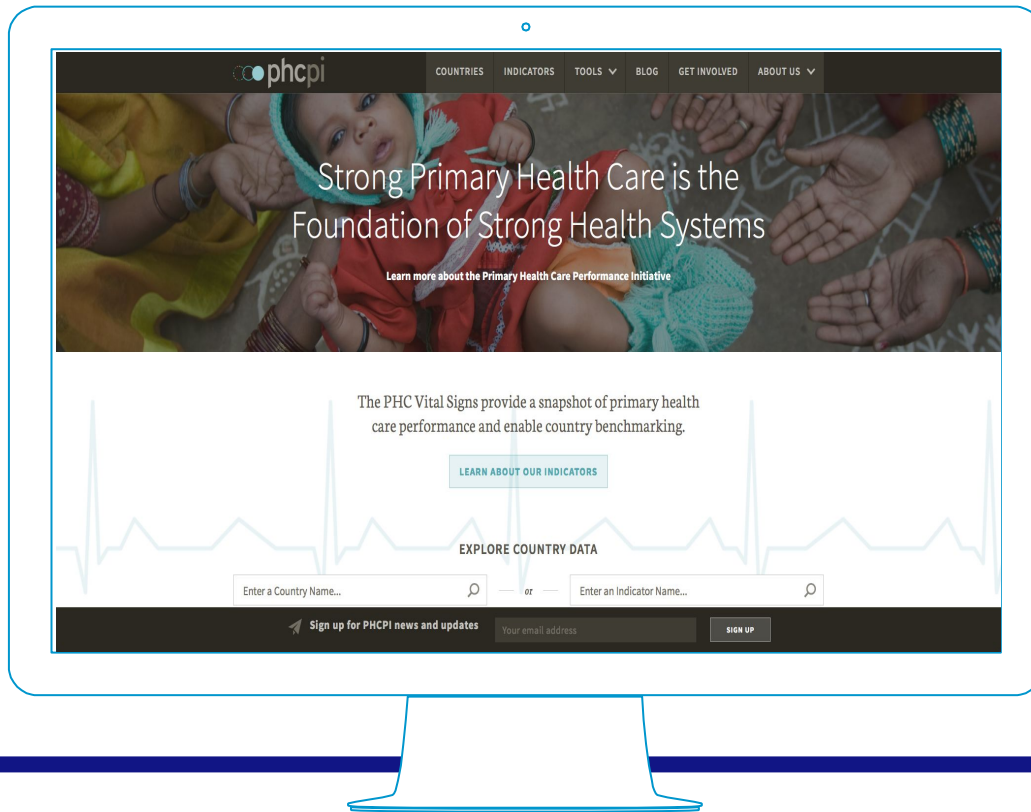 phcpi
COUNTRIES INDICATORS TOOLS BLOG GET INVOLVED ABOUT US
Strong Primary Health Care is the
Foundation of Strong Health Systems
Learn more about the Primary Health Care Performance Initiative
The PHC Vital Signs provide a snapshot of primary health
care performance and enable country benchmarking.
LEARN ABOUT OUR INDICATORS
EXPLORE COUNTRY DATA
Enter a Country Name... or Enter an Indicator Name...
Sign up for PHCPI news and updates Your email address SIGN UP